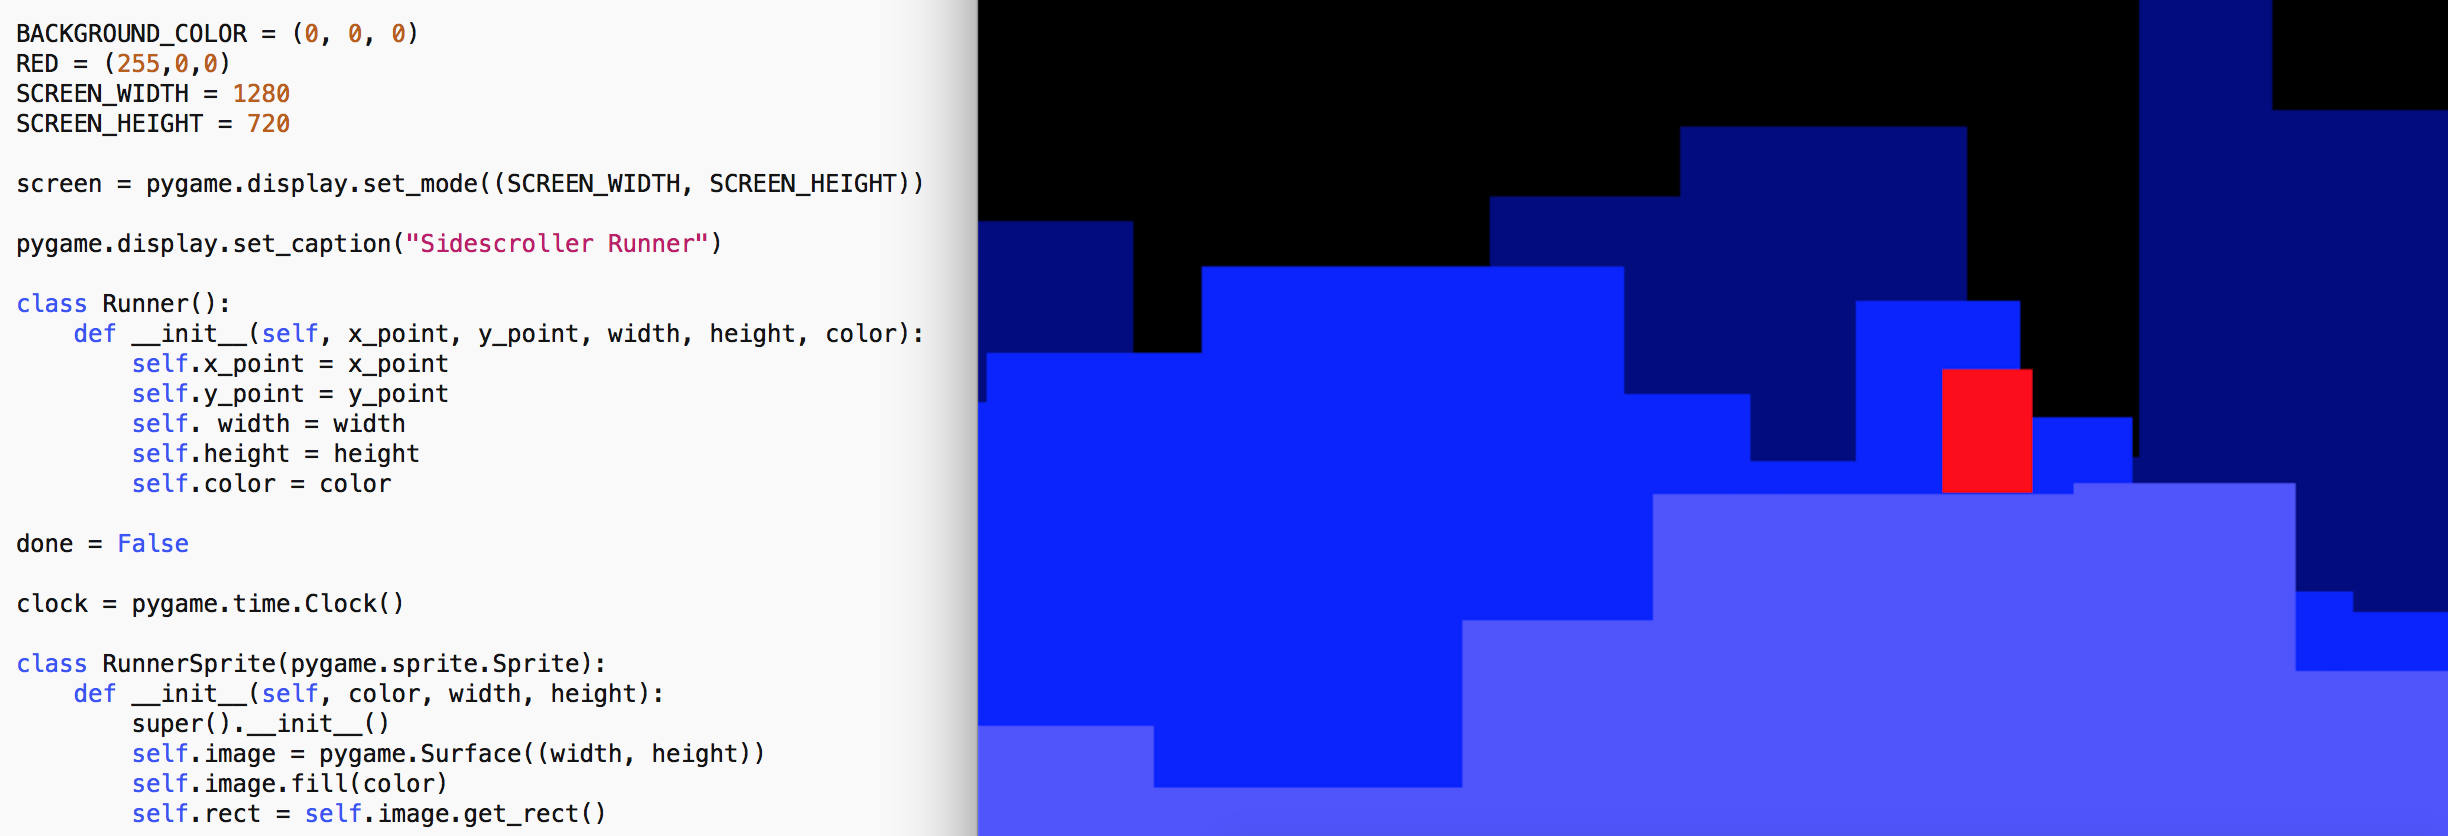 BACKGROUND_COLOR = (0, 0, 0)
RED = (255,0,0)
SCREEN_WIDTH = 1280
SCREEN_HEIGHT = 720
screen = pygame.display.set_mode((SCREEN_WIDTH, SCREEN_HEIGHT))
pygame.display.set_caption("Sidescroller Runner")
class Runner():
    def __init__(self, x_point, y_point, width, height, color):
        self.x_point = x_point
        self.y_point = y_point
        self. width = width
        self.height = height
        self.color = color
done = False
clock = pygame.time.Clock()
class RunnerSprite(pygame.sprite.Sprite):
    def __init__(self, color, width, height):
        super().__init__()
        self.image = pygame.Surface((width, height))
        self.image.fill(color)
        self.rect = self.image.get_rect()